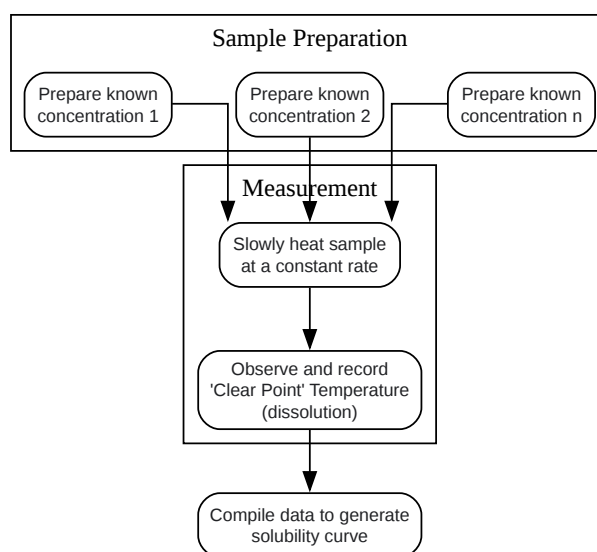 Sample Preparation
Prepare known
concentration 1
Prepare known
concentration 2
Prepare known
concentration n
Measurement
Slowly heat sample
at a constant rate
Observe and record
'Clear Point' Temperature
(dissolution)
Compile data to generate
solubility curve